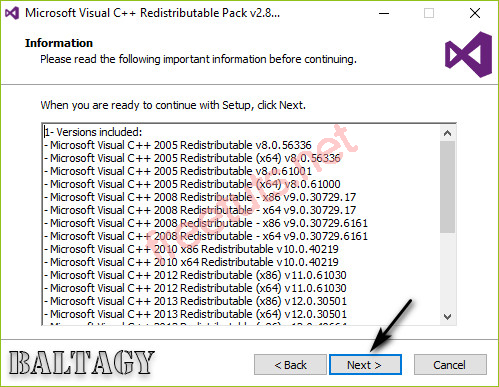 Microsoft Visual C++ Redistributable Pack v2.8...
Information
Please read the following important information before continuing.
When you are ready to continue with Setup, click Next.
1- Versions included:
- Microsoft Visual C++ 2005 Redistributable v8.0.56336
- Microsoft Visual C++ 2005 Redistributable (x64) v8.0.56336
- Microsoft Visual C++ 2005 Redistributable v8.0.61001
- Microsoft Visual C++ 2005 Redistributable (x64) v8.0.61000
- Microsoft Visual C++ 2008 Redistributable - x86 v9.0.30729.17
- Microsoft Visual C++ 2008 Redistributable - x64 v9.0.30729.17
- Microsoft Visual C++ 2008 Redistributable - x86 v9.0.30729.6161
- Microsoft Visual C++ 2008 Redistributable - x64 v9.0.30729.6161
- Microsoft Visual C++ 2010 x86 Redistributable v10.0.40219
- Microsoft Visual C++ 2010 x64 Redistributable v10.0.40219
- Microsoft Visual C++ 2012 Redistributable (x86) v11.0.61030
- Microsoft Visual C++ 2012 Redistributable (x64) v11.0.61030
- Microsoft Visual C++ 2013 Redistributable (x86) v12.0.30501
- Microsoft Visual C++ 2013 Redistributable (x64) v12.0.30501
freetuts.net
BALTAGY
< Back
Next >
Cancel